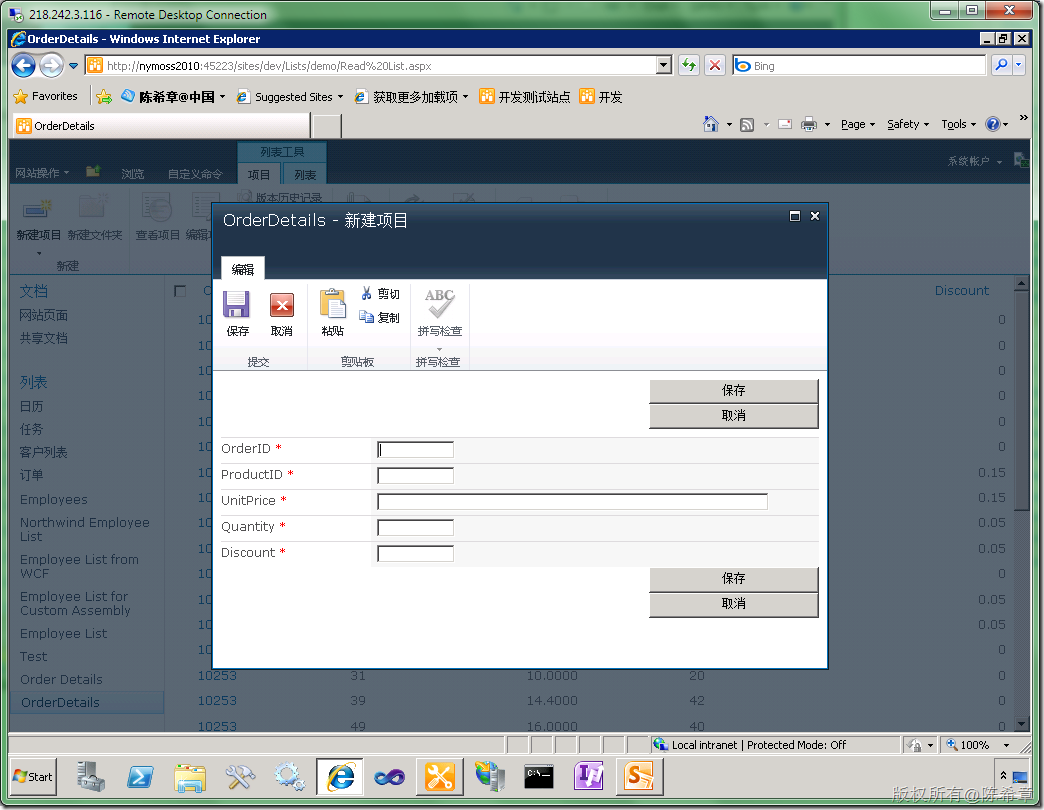 218.242.3.116 - Remote Desktop Connection
OrderDetails - Windows Internet Explorer
http://nymoss2010:45223/sites/dev/Lists/demo/Read%20List.aspx
Bing
Favorites
陈希章@中国
Suggested Sites
获取更多加载项
开发测试站点
开发
OrderDetails
Page
Safety
Tools
»
列表工具
系统帐户
网站操作
浏览
自定义命令
项目
列表
版本历史记录
新建项目
新建文件夹
查看项目
新建
OrderDetails - 新建项目
编辑
保存
取消
粘贴
剪切
复制
ABC
拼写检查
提交
剪贴板
拼写检查
保存
取消
OrderID *
ProductID *
UnitPrice *
Quantity *
Discount *
保存
取消
文档
网站页面
共享文档
列表
日历
任务
客户列表
订单
Employees
Northwind Employee
List
Employee List from
WCF
Employee List for
Custom Assembly
Employee List
Test
Order Details
OrderDetails
Discount
0
0
0
0
0
0
0.15
0.15
0.05
0.05
0
0.05
0.05
0
10253 31 10.0000 20 0
10253 39 14.4000 42 0
10253 49 16.0000 40 0
Local intranet | Protected Mode: Off
100%
Start
版权所有@陈希章